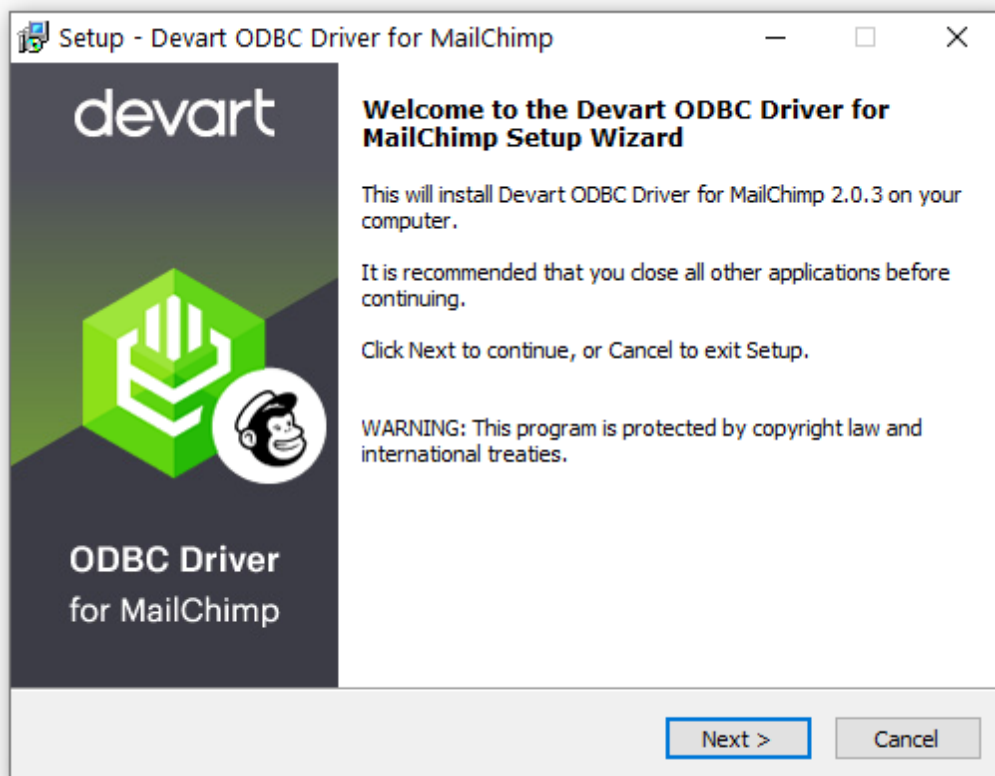 Setup - Devart ODBC Driver for MailChimp
devart
Welcome to the Devart ODBC Driver for
MailChimp Setup Wizard
This will install Devart ODBC Driver for MailChimp 2.0.3 on your
computer.
It is recommended that you close all other applications before
continuing.
Click Next to continue, or Cancel to exit Setup.
WARNING: This program is protected by copyright law and
international treaties.
ODBC Driver
for MailChimp
Next >
Cancel